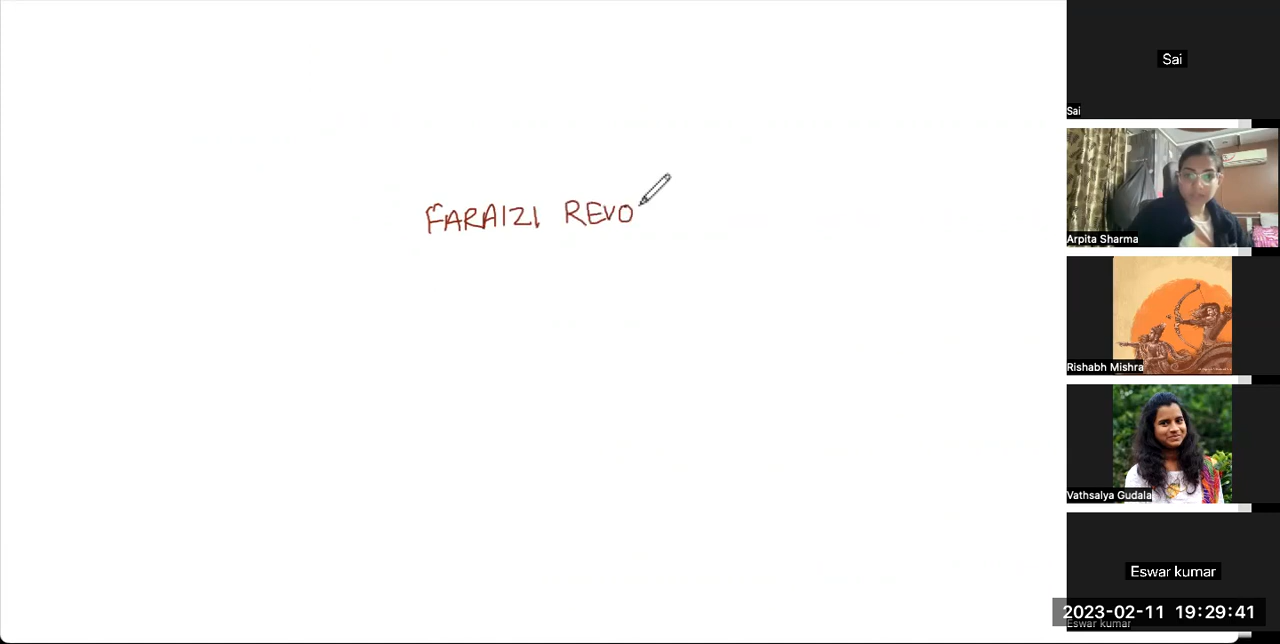 Sai
Sai
Arpita Sharma
FARAIZI REVO
Rishabh Mishra
Vathsalya Gudala
Eswar kumar
2023-02-11 19:29:41
Eswar kumar